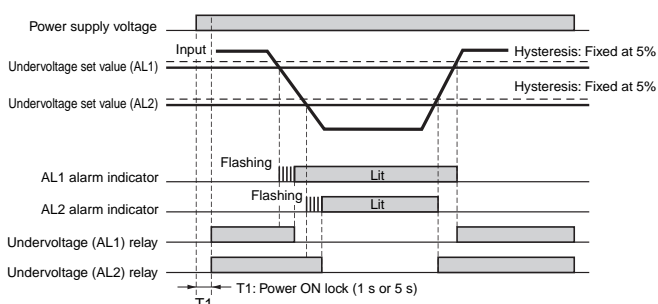 Power supply voltage
Input
Hysteresis: Fixed at 5%
Undervoltage set value (AL1)
Hysteresis: Fixed at 5%
Undervoltage set value (AL2)
Flashing
AL1 alarm indicator
Lit
Flashing
AL2 alarm indicator
Lit
Undervoltage (AL1) relay
Undervoltage (AL2) relay
T1: Power ON lock (1 s or 5 s)
T1